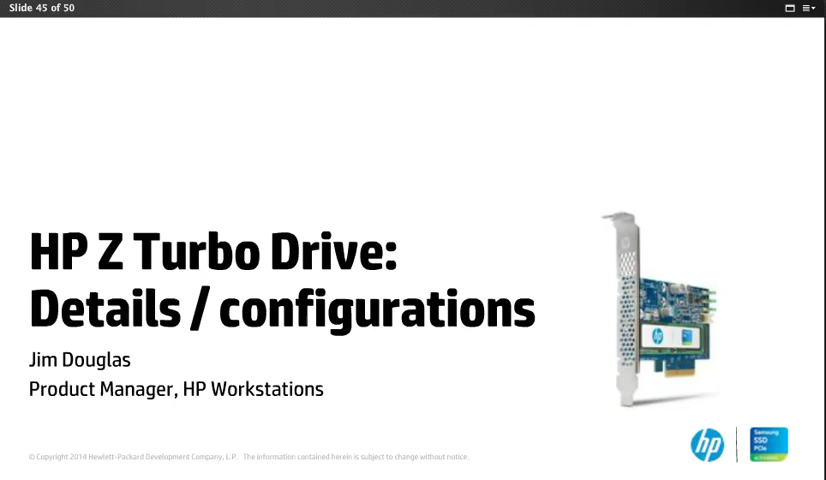 Slide 45 of 50
HP Z Turbo Drive:
Details / configurations
Jim Douglas
Product Manager, HP Workstations
© Copyright 2014 Hewlett-Packard Development Company, L.P. The information contained herein is subject to change without notice.
hp
hp
Samsung
SSD
PCIe